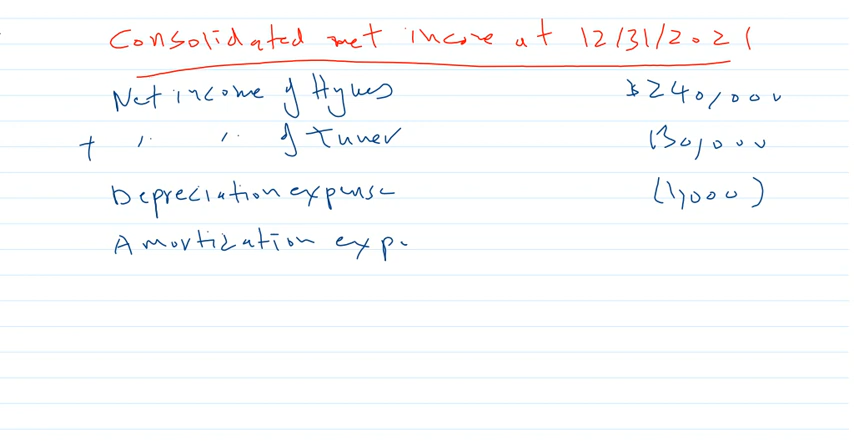 Consolidated net income at 12/31/2021
Net income of Hynes $240,000
+ " " of Turner 130,000
Depreciation expense (1,000)
Amortization exp